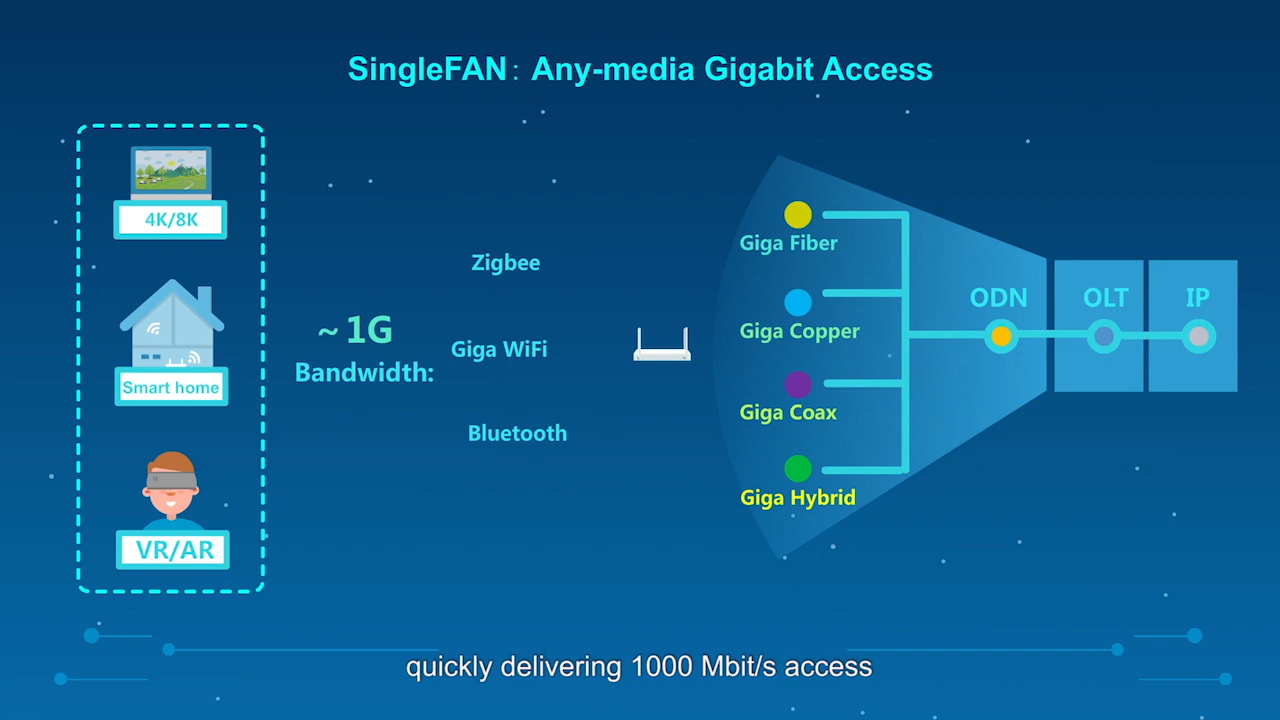 SingleFAN: Any-media Gigabit Access
4K/8K
Smart home
VR/AR
~1G
Bandwidth:
Zigbee
Giga WiFi
Bluetooth
Giga Fiber
Giga Copper
Giga Coax
Giga Hybrid
ODN
OLT
IP
quickly delivering 1000 Mbit/s access